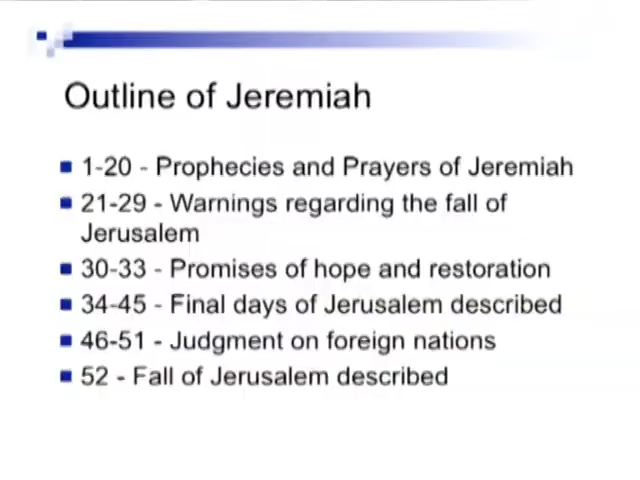 Outline of Jeremiah
1-20 - Prophecies and Prayers of Jeremiah
21-29 - Warnings regarding the fall of
Jerusalem
30-33 - Promises of hope and restoration
34-45 - Final days of Jerusalem described
46-51 - Judgment on foreign nations
52 - Fall of Jerusalem described